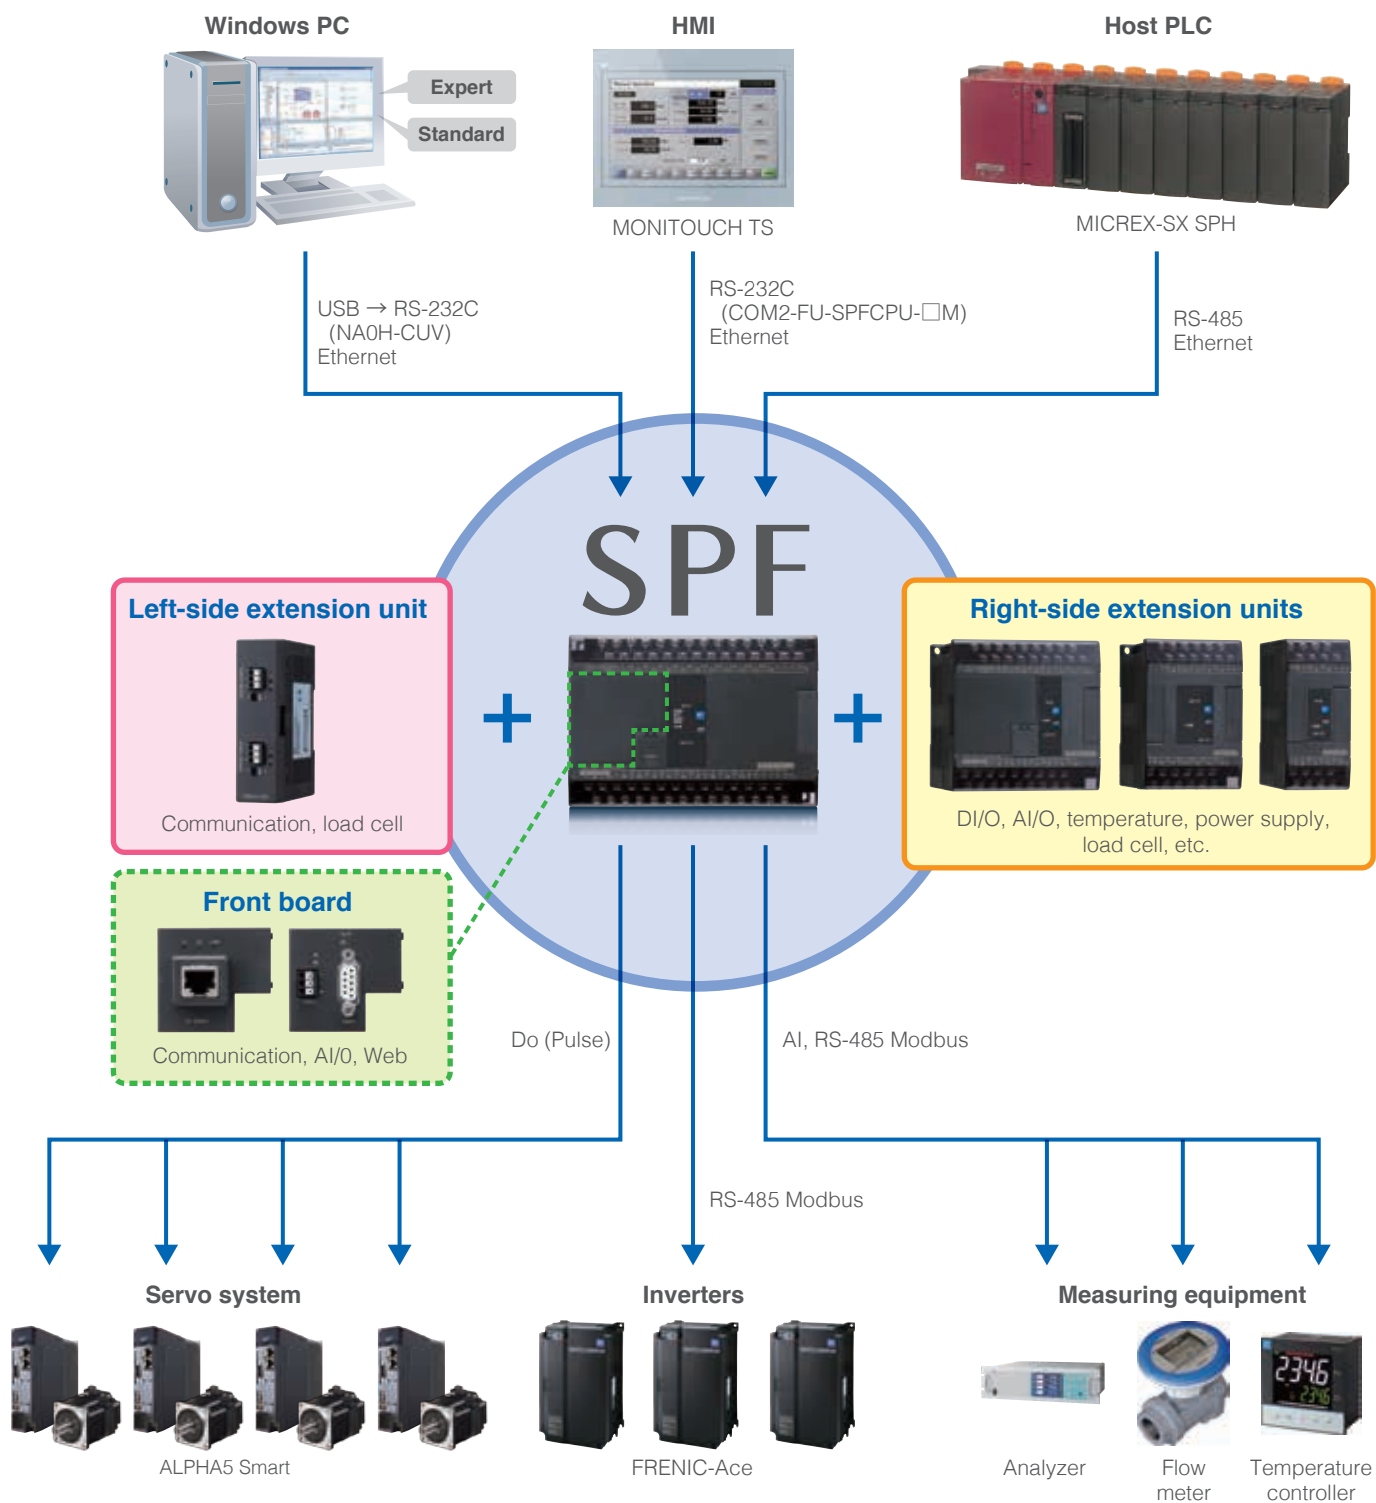 Windows PC
HMI
Host PLC
Expert
Standard
MONITOUCH TS
MICREX-SX SPH
USB → RS-232C
(NA0H-CUV)
Ethernet
RS-232C
(COM2-FU-SPFCPU-□M)
Ethernet
RS-485
Ethernet
SPF
Left-side extension unit
Communication, load cell
Right-side extension units
DI/O, AI/O, temperature, power supply,
load cell, etc.
Front board
Communication, AI/0, Web
Do (Pulse)
AI, RS-485 Modbus
RS-485 Modbus
Servo system
ALPHA5 Smart
Inverters
FRENIC-Ace
Measuring equipment
234.6
234.6
Analyzer
Flow
meter
Temperature
controller